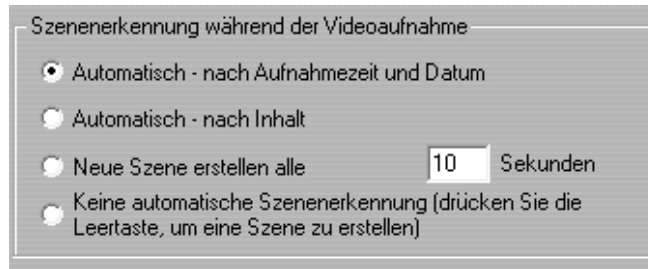 Szenenerkennung während der Videoaufnahme
Automatisch - nach Aufnahmezeit und Datum
Automatisch - nach Inhalt
Neue Szene erstellen alle 10 Sekunden
Keine automatische Szenenerkennung (drücken Sie die
Leertaste, um eine Szene zu erstellen)